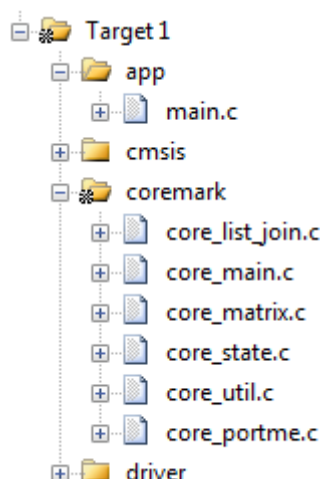 Target 1
app
main.c
cmsis
coremark
core_list_join.c
core_main.c
core_matrix.c
core_state.c
core_util.c
core_portme.c
driver